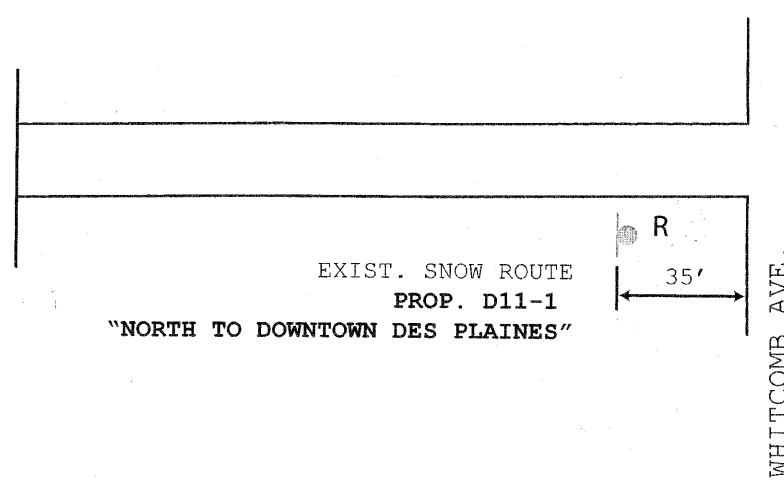 R
35′
EXIST. SNOW ROUTE
PROP. D11-1
“NORTH TO DOWNTOWN DES PLAINES”
WHITCOMB AVE.